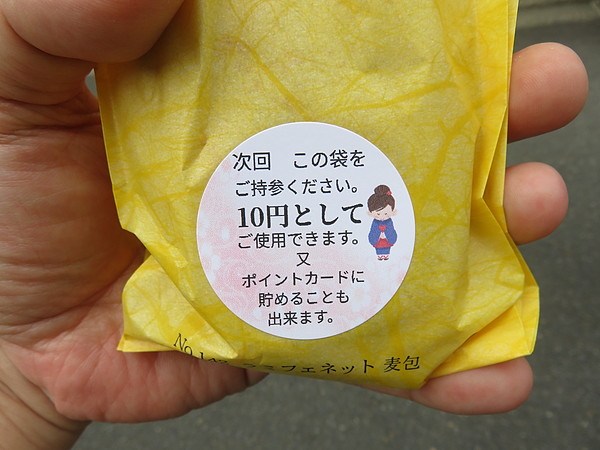 次回 この袋を
ご持参ください。
10円として
ご使用できます。
又
ポイントカードに
貯めることも
出来ます。
フェネット 麦包